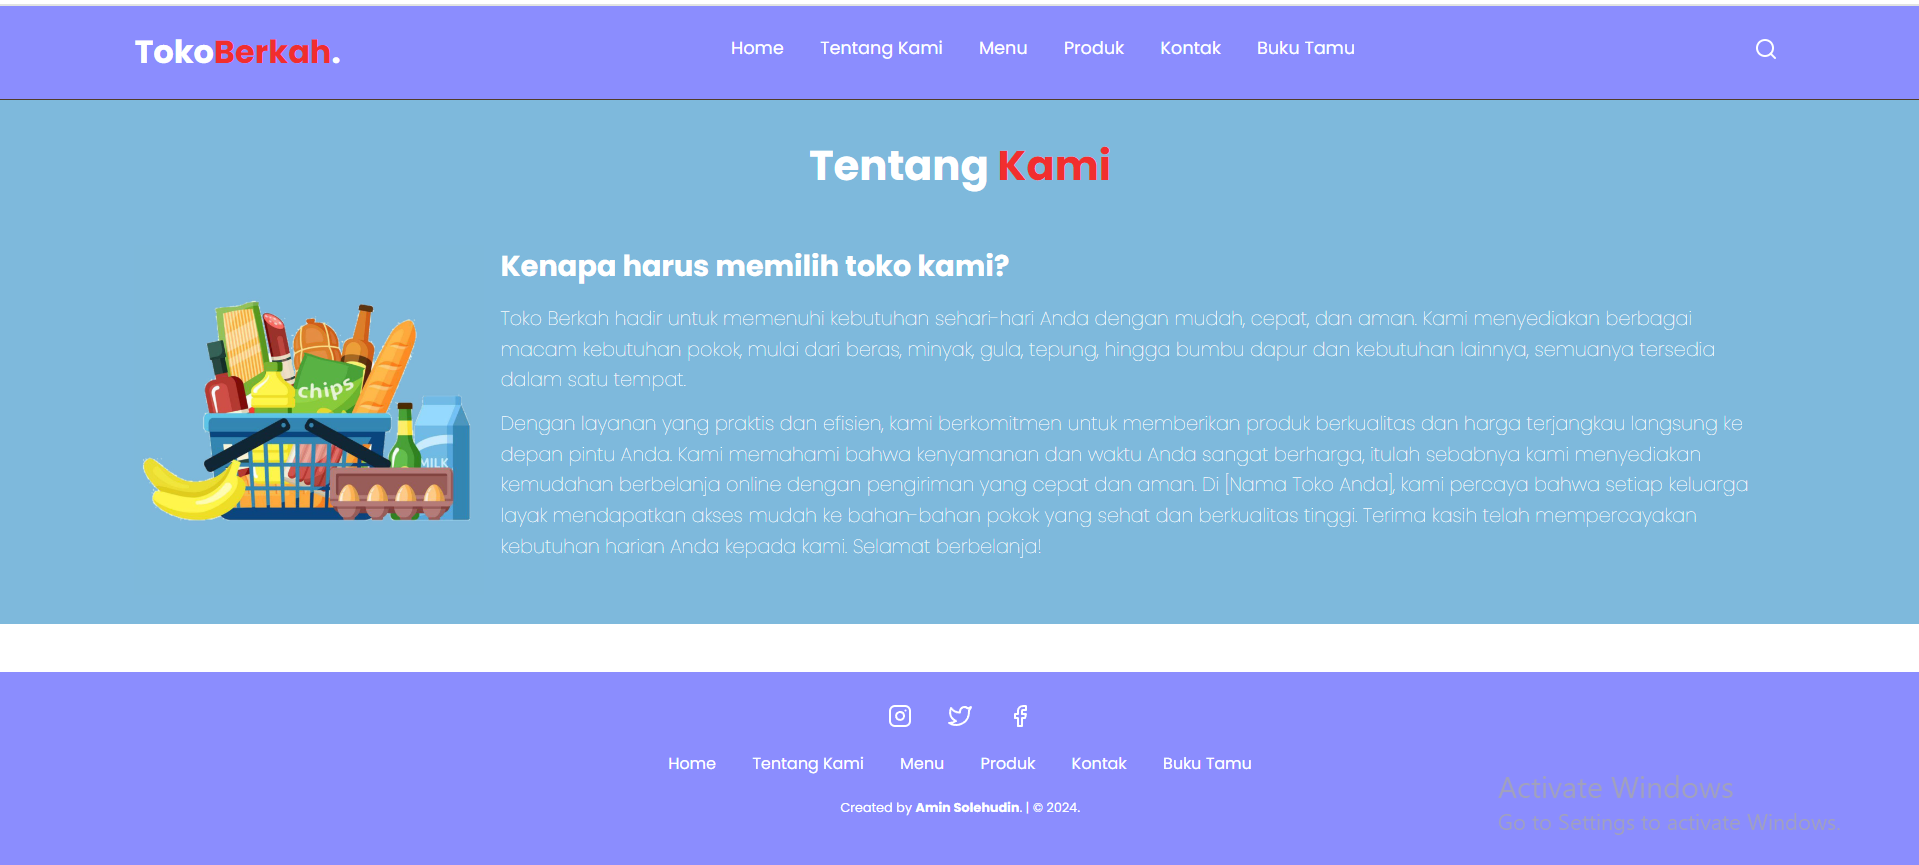 TokoBerkah.
Home Tentang Kami Menu Produk Kontak Buku Tamu
Tentang Kami
Kenapa harus memilih toko kami?
Toko Berkah hadir untuk memenuhi kebutuhan sehari-hari Anda dengan mudah, cepat, dan aman. Kami menyediakan berbagai
macam kebutuhan pokok, mulai dari beras, minyak, gula, tepung, hingga bumbu dapur dan kebutuhan lainnya, semuanya tersedia
dalam satu tempat.
chips
MILK
Dengan layanan yang praktis dan efisien, kami berkomitmen untuk memberikan produk berkualitas dan harga terjangkau langsung ke
depan pintu Anda. Kami memahami bahwa kenyamanan dan waktu Anda sangat berharga, itulah sebabnya kami menyediakan
kemudahan berbelanja online dengan pengiriman yang cepat dan aman. Di [Nama Toko Anda], kami percaya bahwa setiap keluarga
layak mendapatkan akses mudah ke bahan-bahan pokok yang sehat dan berkualitas tinggi. Terima kasih telah mempercayakan
kebutuhan harian Anda kepada kami. Selamat berbelanja!
Home Tentang Kami Menu Produk Kontak Buku Tamu
Created by Amin Solehudin. | © 2024.
Activate Windows
Go to Settings to activate Windows.